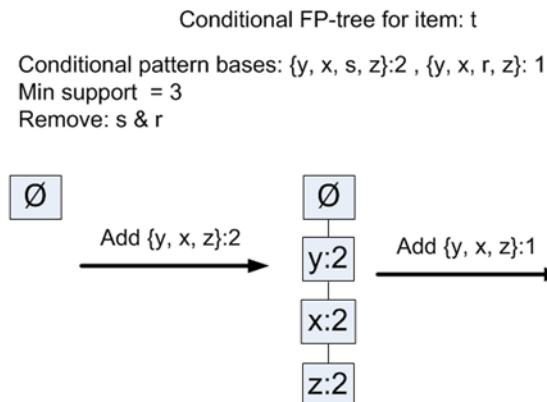 Conditional FP-tree for item: t
Conditional pattern bases: {y, x, s, z}:2 , {y, x, r, z}: 1
Min support  = 3
Remove: s & r
Ø
Add {y, x, z}:2
Ø
y:2
x:2
z:2
Add {y, x, z}:1